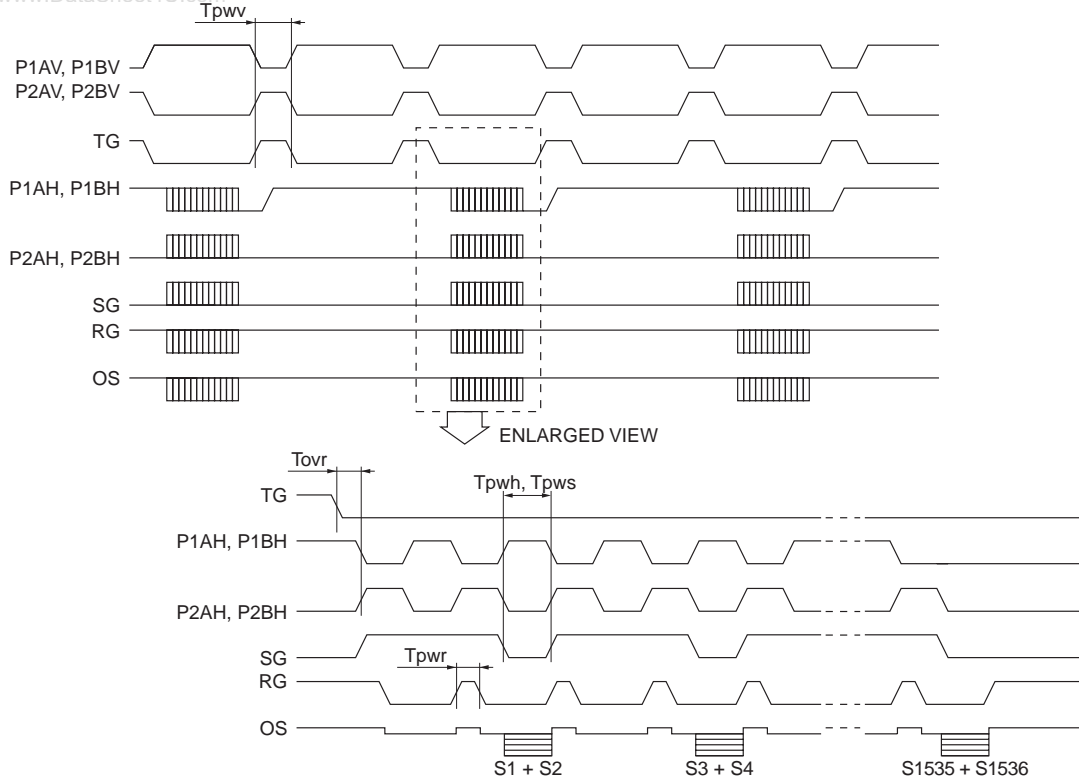 Tpwv
P1AV, P1BV
P2AV, P2BV
TG
P1AH, P1BH
P2AH, P2BH
SG
RG
OS
ENLARGED VIEW
Tovr
Tpwh, Tpws
TG
P1AH, P1BH
P2AH, P2BH
SG
Tpwr
RG
OS
S1 + S2 S3 + S4 S1535 + S1536